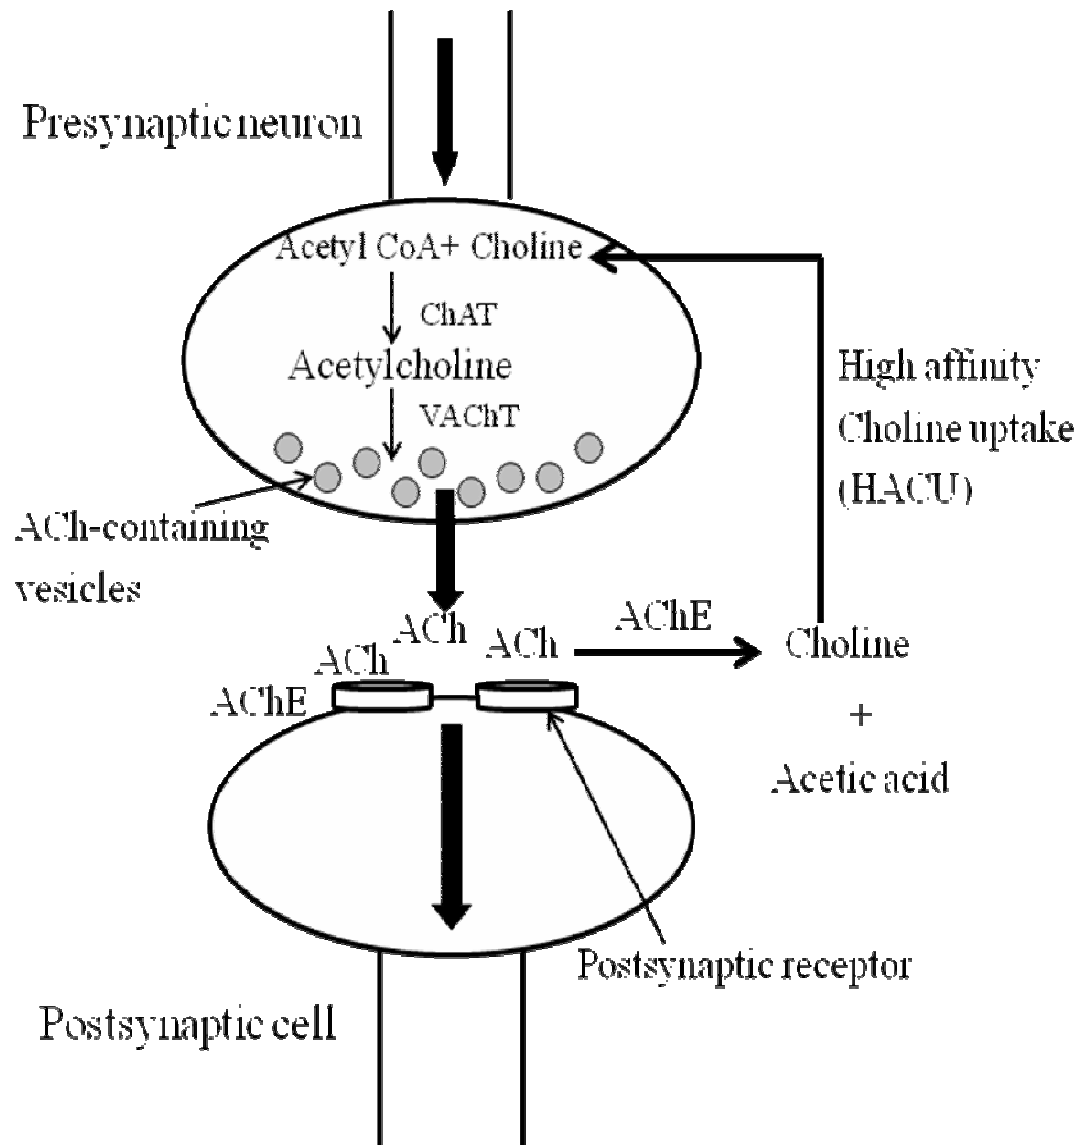 Presynaptic neuron
Acetyl CoA+ Choline
ChAT
Acetylcholine
VAChT
High affinity
Choline uptake
(HACU)
ACh-containing
vesicles
ACh
ACh
ACh
AChE
Choline
AChE
+
Acetic acid
Postsynaptic receptor
Postsynaptic cell